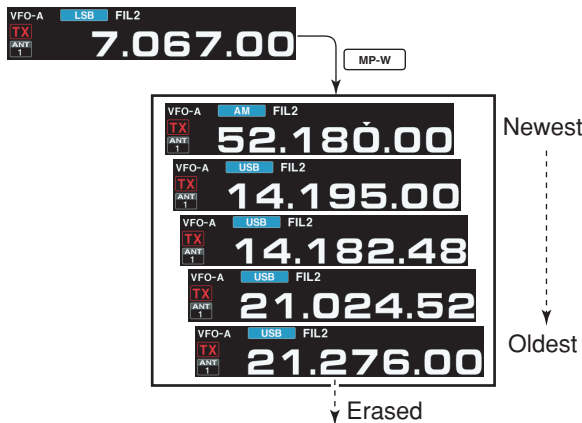 VFO-A LSB FIL2
TX
ANT
1
7.067.00
MP-W
VFO-A AM FIL2
TX
ANT
1
52.180.00
Newest
VFO-A USB FIL2
TX
ANT
1
14.195.00
VFO-A USB FIL2
TX
ANT
1
14.182.48
VFO-A USB FIL2
TX
ANT
1
21.024.52
VFO-A USB FIL2
TX
ANT
1
21.276.00
Oldest
Erased